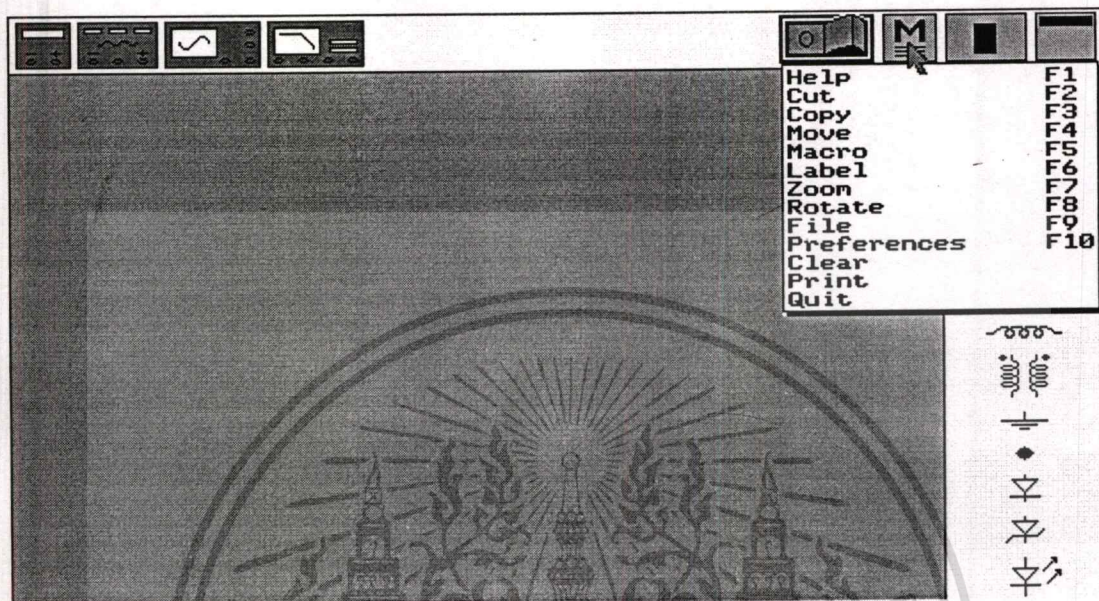 M
Help F1
Cut F2
Copy F3
Move F4
Macro F5
Label F6
Zoom F7
Rotate F8
File F9
Preferences F10
Clear
Print
Quit